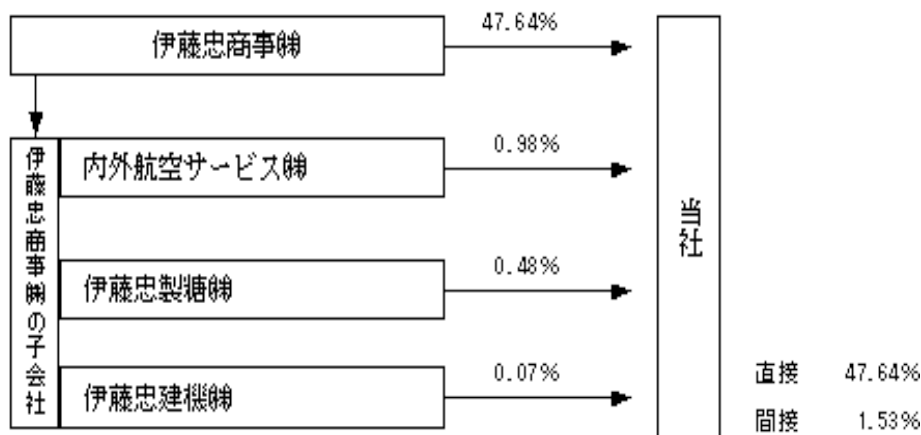 伊藤忠商事㈱ 47.64%
伊藤忠商事㈱の子会社
内外航空サービス㈱ 0.98%
伊藤忠製糖㈱ 0.48%
伊藤忠建機㈱ 0.07%
当社
直接 47.64%
間接 1.53%